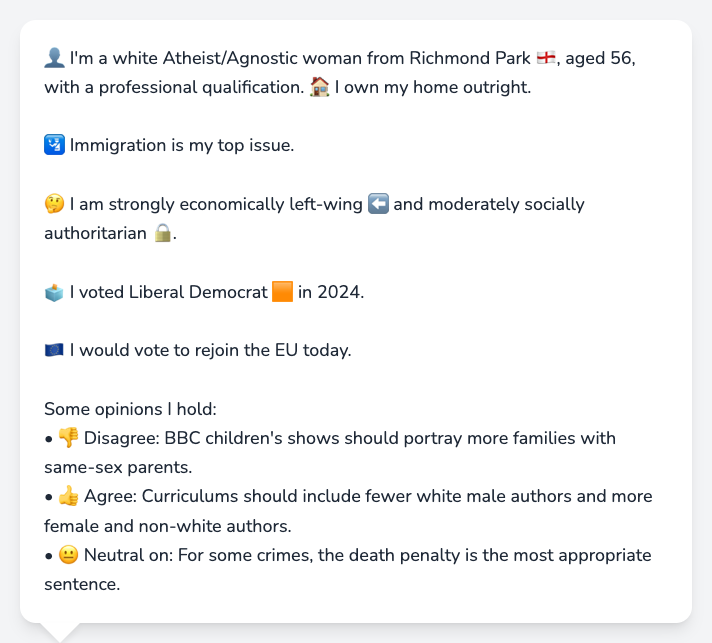 👤 I'm a white Atheist/Agnostic woman from Richmond Park 🏴󠁧󠁢󠁥󠁮󠁧󠁿, aged 56,
with a professional qualification. 🏠 I own my home outright.
🛂 Immigration is my top issue.
🤔 I am strongly economically left-wing ⬅️ and moderately socially
authoritarian 🔒.
🗳️ I voted Liberal Democrat 🟧 in 2024.
🇪🇺 I would vote to rejoin the EU today.
Some opinions I hold:
• 👎 Disagree: BBC children's shows should portray more families with
same-sex parents.
• 👍 Agree: Curriculums should include fewer white male authors and more
female and non-white authors.
• 😐 Neutral on: For some crimes, the death penalty is the most appropriate
sentence.